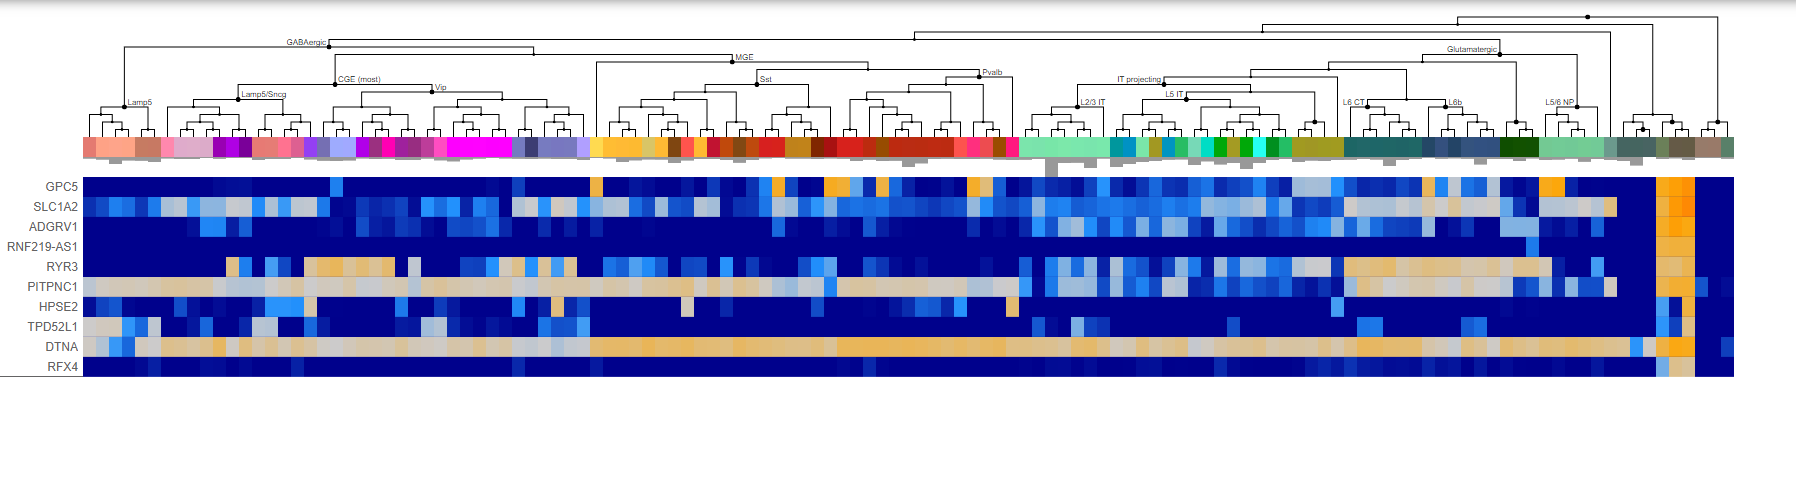 GABAergic
Glutamatergic
MGE
Pvalb
CGE (most)
Sst
IT projecting
Vip
Lamp5/Sncg
L5 IT
Lamp5
L2/3 IT
L6 CT
L6b
L5/6 NP
GPC5
SLC1A2
ADGRV1
RNF219-AS1
RYR3
PITPNC1
HPSE2
TPD52L1
DTNA
RFX4